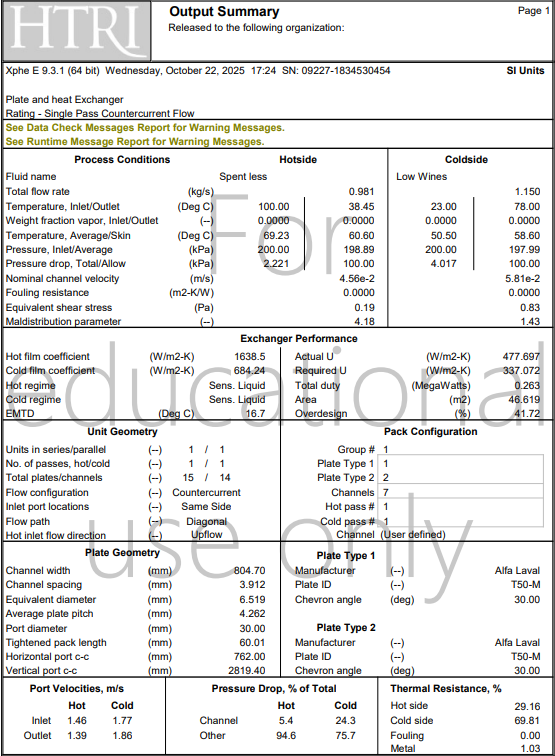 HTRI
Output Summary Page 1
Released to the following organization:
Xphe E 9.3.1 (64 bit) Wednesday, October 22, 2025 17:24 SN: 09227-1834530454 SI Units
Plate and heat Exchanger
Rating - Single Pass Countercurrent Flow
See Data Check Messages Report for Warning Messages.
See Runtime Message Report for Warning Messages.
Process Conditions Hotside Coldside
Fluid name Spent less Low Wines
Total flow rate (kg/s) 0.981 1.150
Temperature, Inlet/Outlet (Deg C) 100.00 38.45 23.00 78.00
Weight fraction vapor, Inlet/Outlet (--) 0.0000 0.0000 0.0000 0.0000
Temperature, Average/Skin (Deg C) 69.23 60.60 50.50 58.60
Pressure, Inlet/Average (kPa) 200.00 198.89 200.00 197.99
Pressure drop, Total/Allow (kPa) 2.221 100.00 4.017 100.00
Nominal channel velocity (m/s) 4.56e-2 5.81e-2
Fouling resistance (m2-K/W) 0.0000 0.0000
Equivalent shear stress (Pa) 0.19 0.83
Maldistribution parameter (--) 4.18 1.43
Exchanger Performance
Hot film coefficient (W/m2-K) 1638.5 Actual U (W/m2-K) 477.697
Cold film coefficient (W/m2-K) 684.24 Required U (W/m2-K) 337.072
Hot regime Sens. Liquid Total duty (MegaWatts) 0.263
Cold regime Sens. Liquid Area (m2) 46.619
EMTD (Deg C) 16.7 Overdesign (%) 41.72
Unit Geometry Pack Configuration
Units in series/parallel (--) 1 / 1 Group # 1
No. of passes, hot/cold (--) 1 / 1 Plate Type 1 1
Total plates/channels (--) 15 / 14 Plate Type 2 2
Flow configuration (--) Countercurrent Channels 7
Inlet port locations (--) Same Side Hot pass # 1
Flow path (--) Diagonal Cold pass # 1
Hot inlet flow direction (--) Upflow Channel (User defined)
Plate Geometry Plate Type 1
Channel width (mm) 804.70 Manufacturer (--) Alfa Laval
Channel spacing (mm) 3.912 Plate ID (--) T50-M
Equivalent diameter (mm) 6.519 Chevron angle (deg) 30.00
Average plate pitch (mm) 4.262
Port diameter (mm) 30.00 Plate Type 2
Tightened pack length (mm) 60.01 Manufacturer (--) Alfa Laval
Horizontal port c-c (mm) 762.00 Plate ID (--) T50-M
Vertical port c-c (mm) 2819.40 Chevron angle (deg) 30.00
Port Velocities, m/s Pressure Drop, % of Total Thermal Resistance, %
Hot Cold Hot Cold Hot side 29.16
Inlet 1.46 1.77 Channel 5.4 24.3 Cold side 69.81
Outlet 1.39 1.86 Other 94.6 75.7 Fouling 0.00
Metal 1.03
For
educational
use only